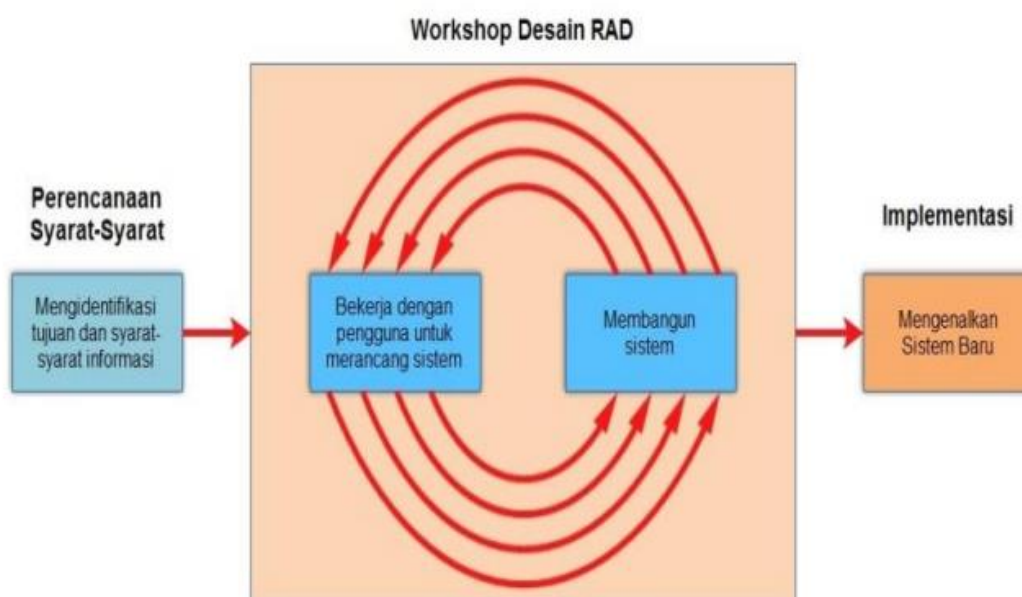 Workshop Desain RAD
Perencanaan
Syarat-Syarat
Mengidentifikasi
tujuan dan syarat-
syarat informasi
Bekerja dengan
pengguna untuk
merancang sistem
Membangun
sistem
Implementasi
Mengenalkan
Sistem Baru